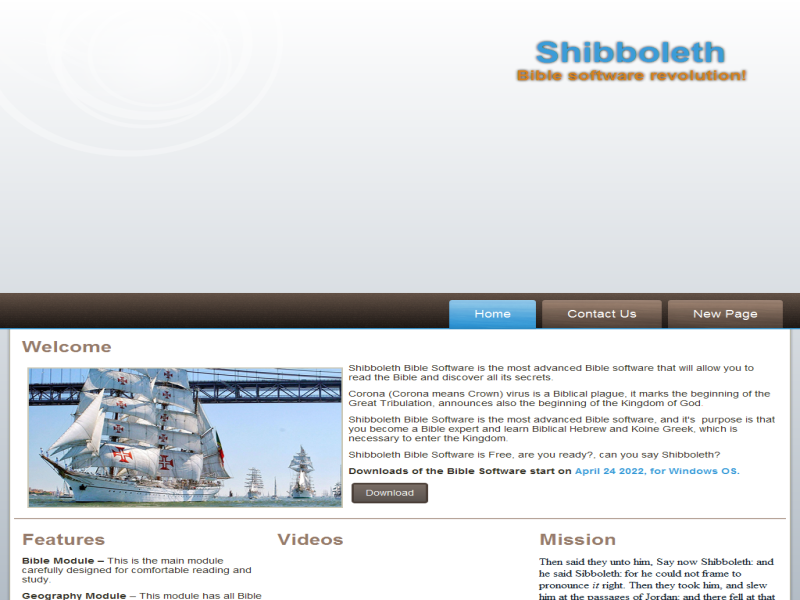 Shibboleth
Bible software revolution!
Home
Contact Us
New Page
Welcome
Shibboleth Bible Software is the most advanced Bible software that will allow you to
read the Bible and discover all its secrets.
Corona (Corona means Crown) virus is a Biblical plague, it marks the beginning of the
Great Tribulation, announces also the beginning of the Kingdom of God.
Shibboleth Bible Software is the most advanced Bible software, and it's  purpose is that
you become a Bible expert and learn Biblical Hebrew and Koine Greek, which is
necessary to enter the Kingdom.
Shibboleth Bible Software is Free, are you ready?, can you say Shibboleth?
Downloads of the Bible Software start on April 24 2022, for Windows OS.
Download
Features
Bible Module – This is the main module
carefully designed for comfortable reading and
study.
Geography Module – This module has all Bible
Videos
Mission
Then said they unto him, Say now Shibboleth: and
he said Sibboleth: for he could not frame to
pronounce it right. Then they took him, and slew
him at the passages of Jordan: and there fell at that